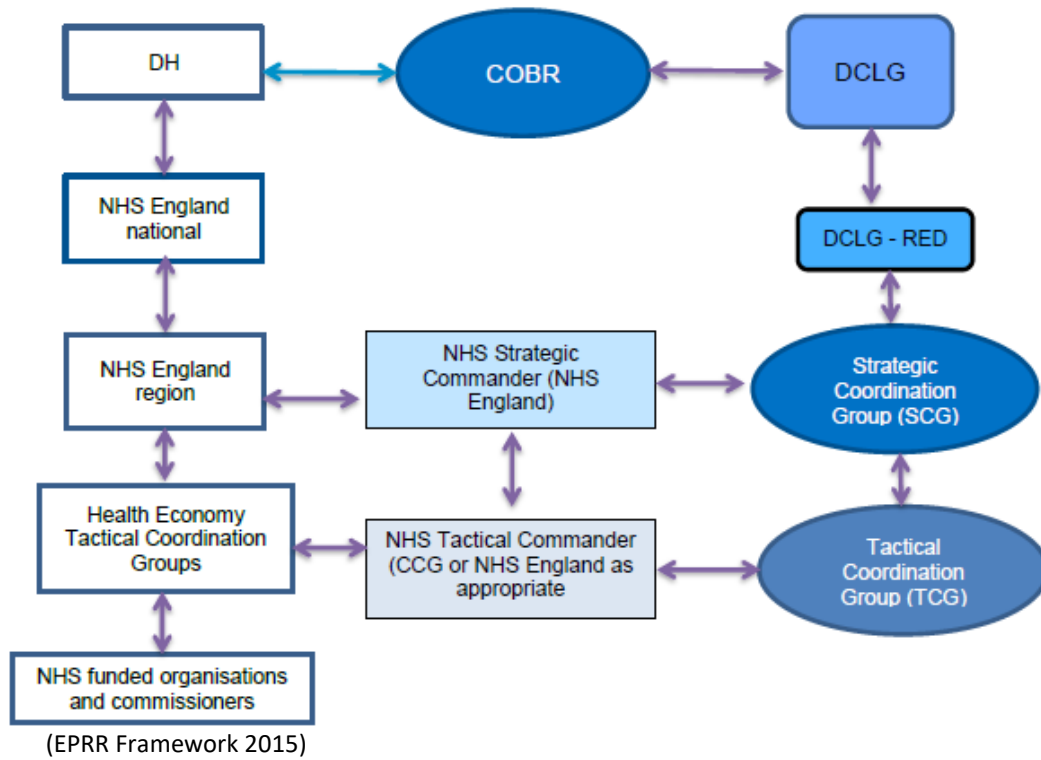 DH
COBR
DCLG
NHS England
national
DCLG - RED
NHS England
region
NHS Strategic
Commander (NHS
England)
Strategic
Coordination
Group (SCG)
Health Economy
Tactical Coordination
Groups
NHS Tactical Commander
(CCG or NHS England as
appropriate
Tactical
Coordination
Group (TCG)
NHS funded organisations
and commissioners
(EPRR Framework 2015)